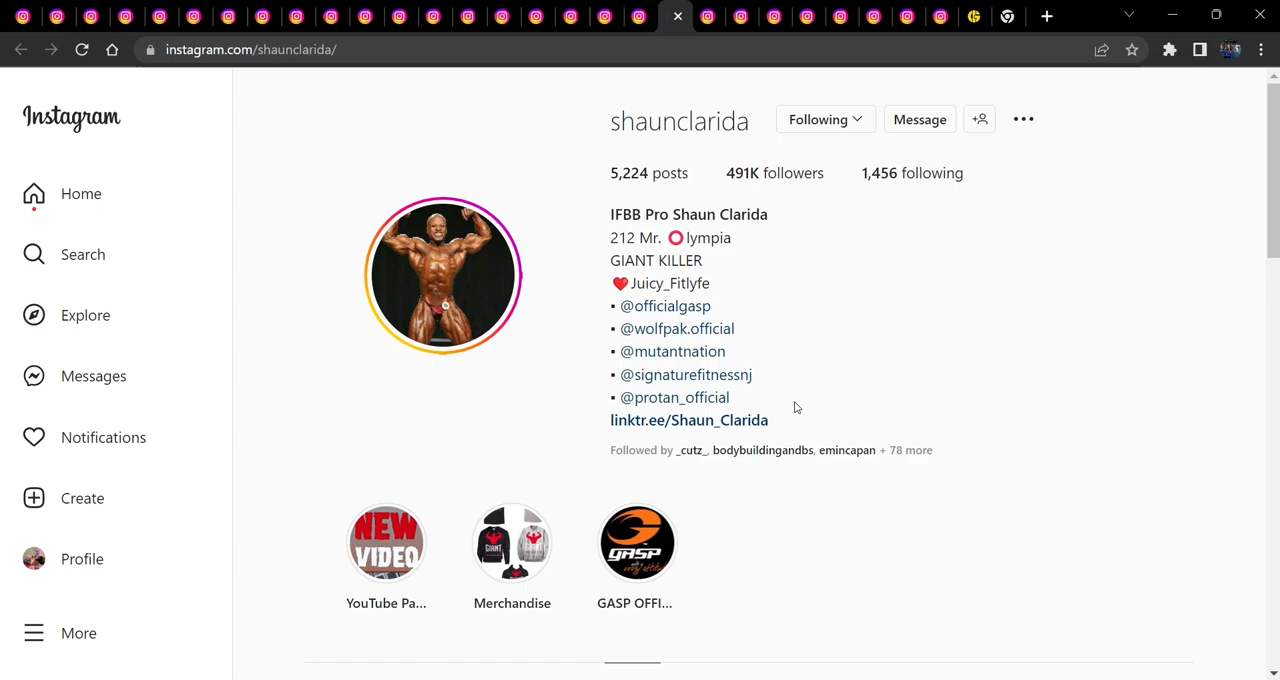 instagram.com/shaunclarida/
Instagram
Home
Search
Explore
Messages
Notifications
Create
Profile
More
shaunclarida
Following
Message
5,224 posts 491K followers 1,456 following
IFBB Pro Shaun Clarida
212 Mr. ⭕lympia
GIANT KILLER
❤️Juicy_Fitlyfe
▪ @officialgasp
▪ @wolfpak.official
▪ @mutantnation
▪ @signaturefitnessnj
▪ @protan_official
linktr.ee/Shaun_Clarida
Followed by _cutz_, bodybuildingandbs, emincapan + 78 more
NEW
VIDEO
GIANT
GASP
YouTube Pa...
Merchandise
GASP OFFI...